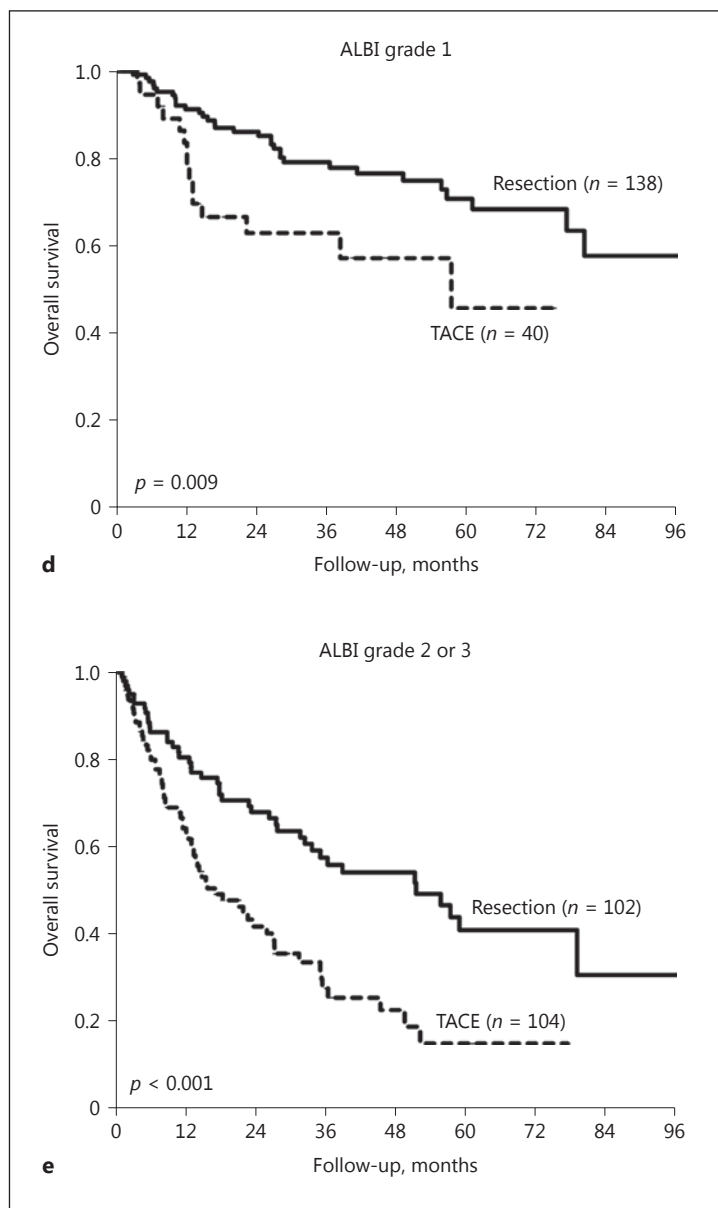 ALBI grade 1
1.0
0.8
0.6
0.4
0.2
0
Overall survival
Resection (n = 138)
TACE (n = 40)
p = 0.009
0 12 24 36 48 60 72 84 96
d
Follow-up, months
ALBI grade 2 or 3
1.0
0.8
0.6
0.4
0.2
0
Overall survival
Resection (n = 102)
TACE (n = 104)
p < 0.001
0 12 24 36 48 60 72 84 96
e
Follow-up, months